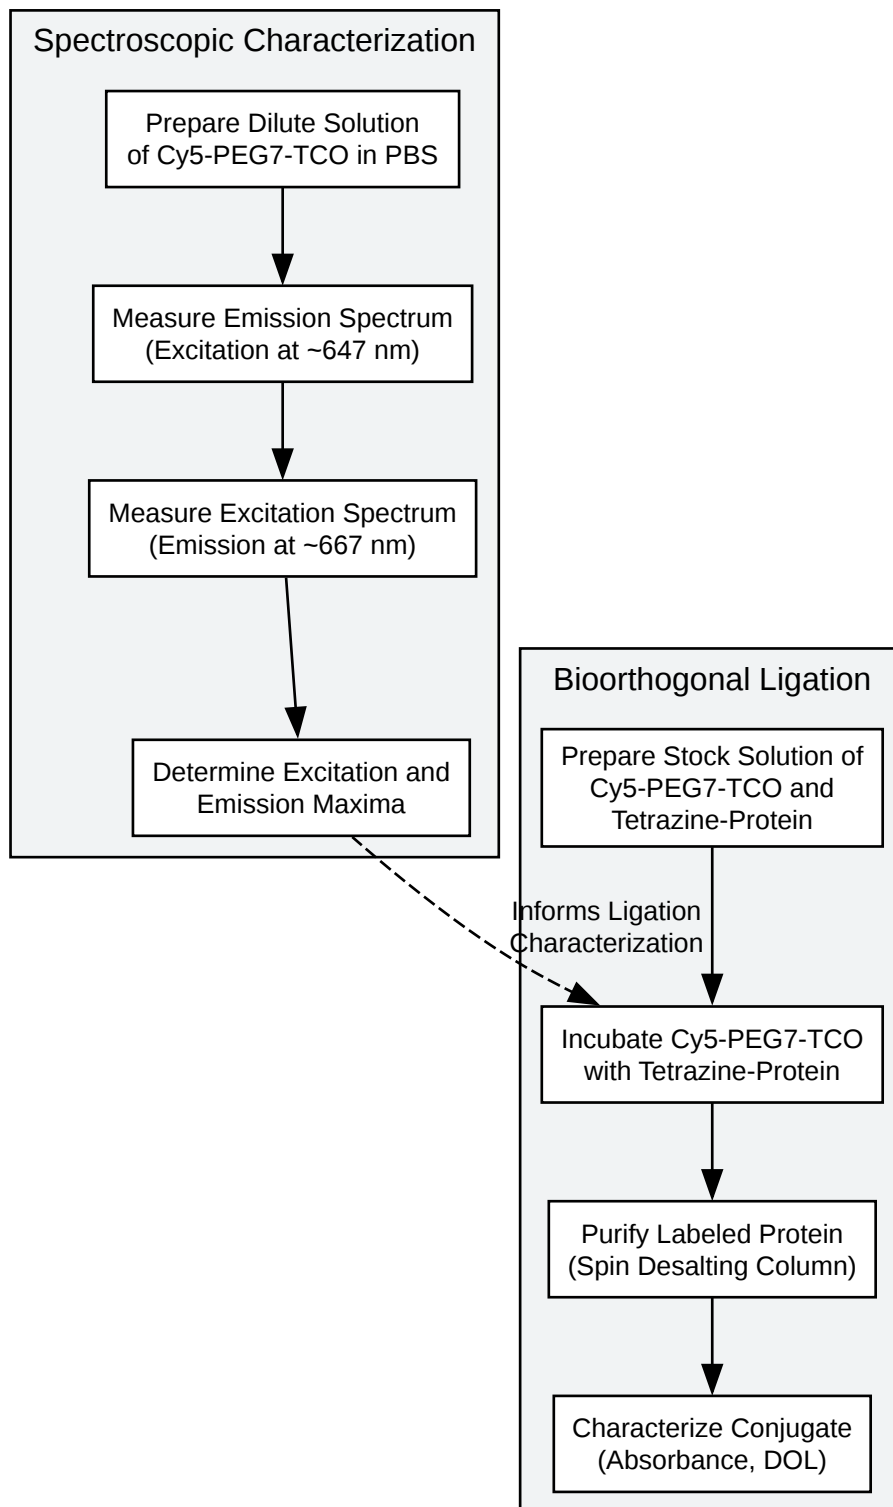 Spectroscopic Characterization
Prepare Dilute Solution
of Cy5-PEG7-TCO in PBS
Measure Emission Spectrum
(Excitation at ~647 nm)
Measure Excitation Spectrum
(Emission at ~667 nm)
Determine Excitation and
Emission Maxima
Bioorthogonal Ligation
Prepare Stock Solution of
Cy5-PEG7-TCO and
Tetrazine-Protein
Informs Ligation
Characterization
Incubate Cy5-PEG7-TCO
with Tetrazine-Protein
Purify Labeled Protein
(Spin Desalting Column)
Characterize Conjugate
(Absorbance, DOL)